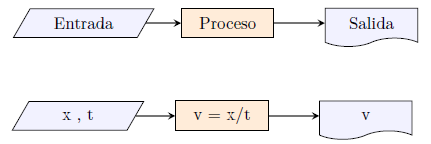 Entrada Proceso Salida
x , t v = x/t v